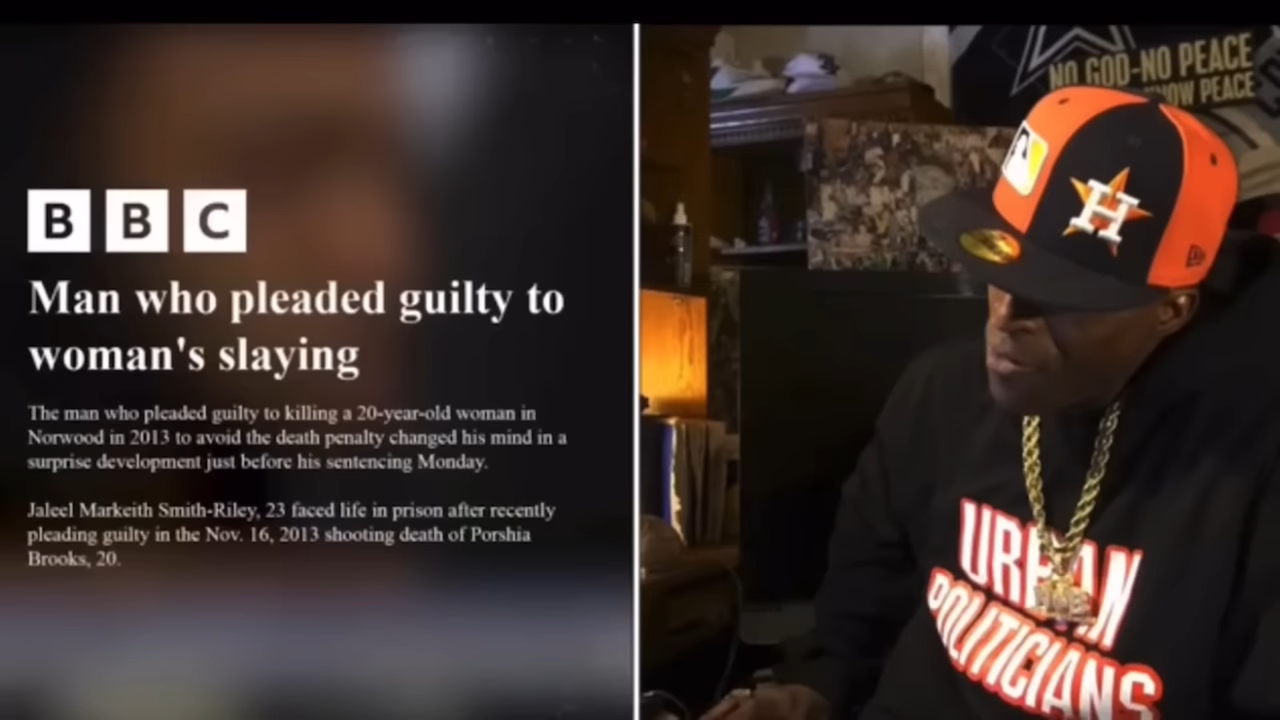 BBC
Man who pleaded guilty to
woman's slaying
The man who pleaded guilty to killing a 20-year-old woman in
Norwood in 2013 to avoid the death penalty changed his mind in a
surprise development just before his sentencing Monday.
Jaleel Markeith Smith-Riley, 23 faced life in prison after recently
pleading guilty in the Nov. 16, 2013 shooting death of Porshia
Brooks, 20.
NO GOD-NO PEACE
KNOW PEACE
H
URBAN
POLITICIANS